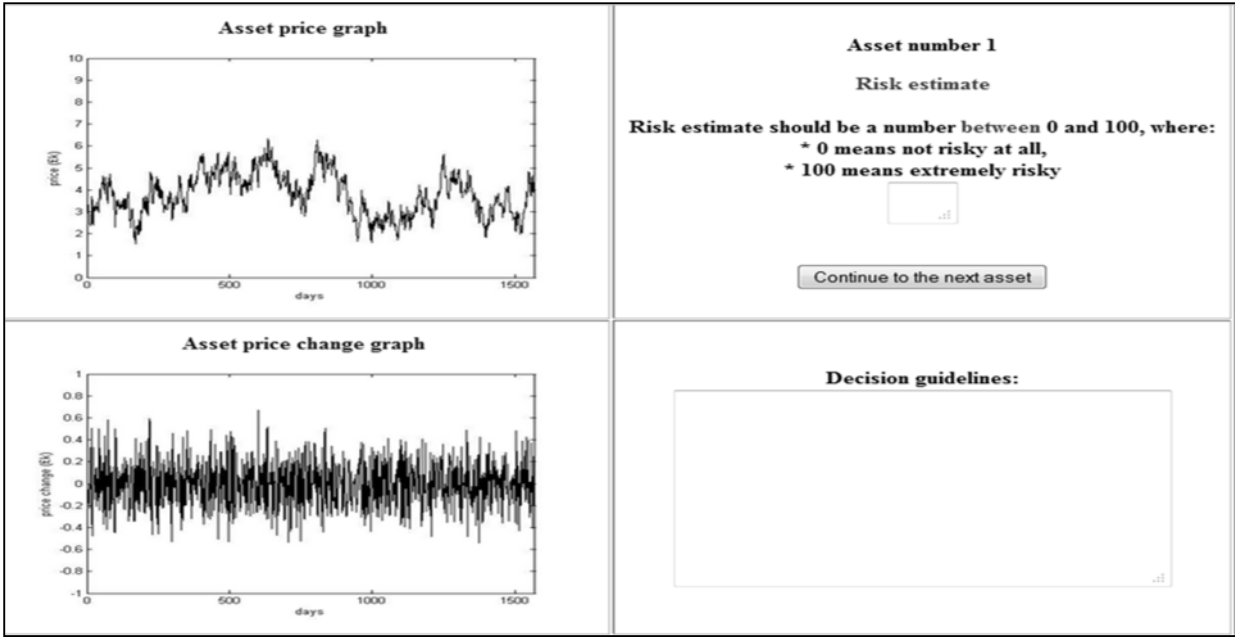 Asset price graph
10
9
8
7
6
5
4
3
2
1
0
price (£k)
0 500 1000 1500
days
Asset number 1
Risk estimate
Risk estimate should be a number between 0 and 100, where:
* 0 means not risky at all,
* 100 means extremely risky
Continue to the next asset
Asset price change graph
1
0.8
0.6
0.4
0.2
0
-0.2
-0.4
-0.6
-0.8
-1
price change (£k)
0 500 1000 1500
days
Decision guidelines: